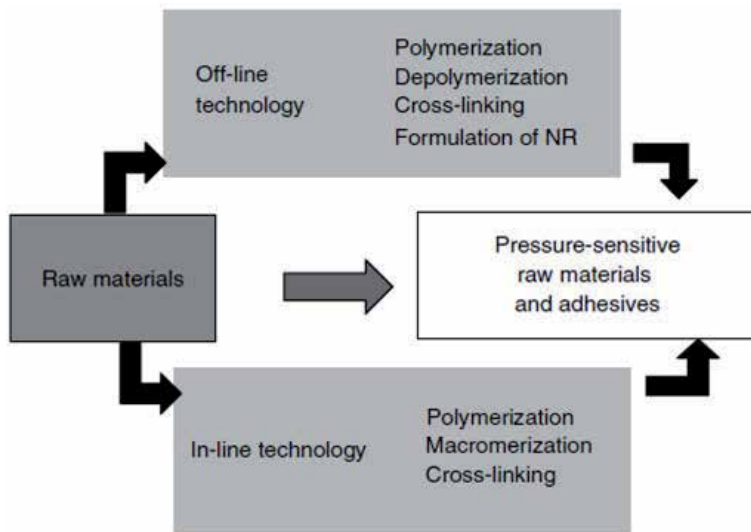 Off-line
technology
Polymerization
Depolymerization
Cross-linking
Formulation of NR
Raw materials
Pressure-sensitive
raw materials
and adhesives
In-line technology
Polymerization
Macromerization
Cross-linking